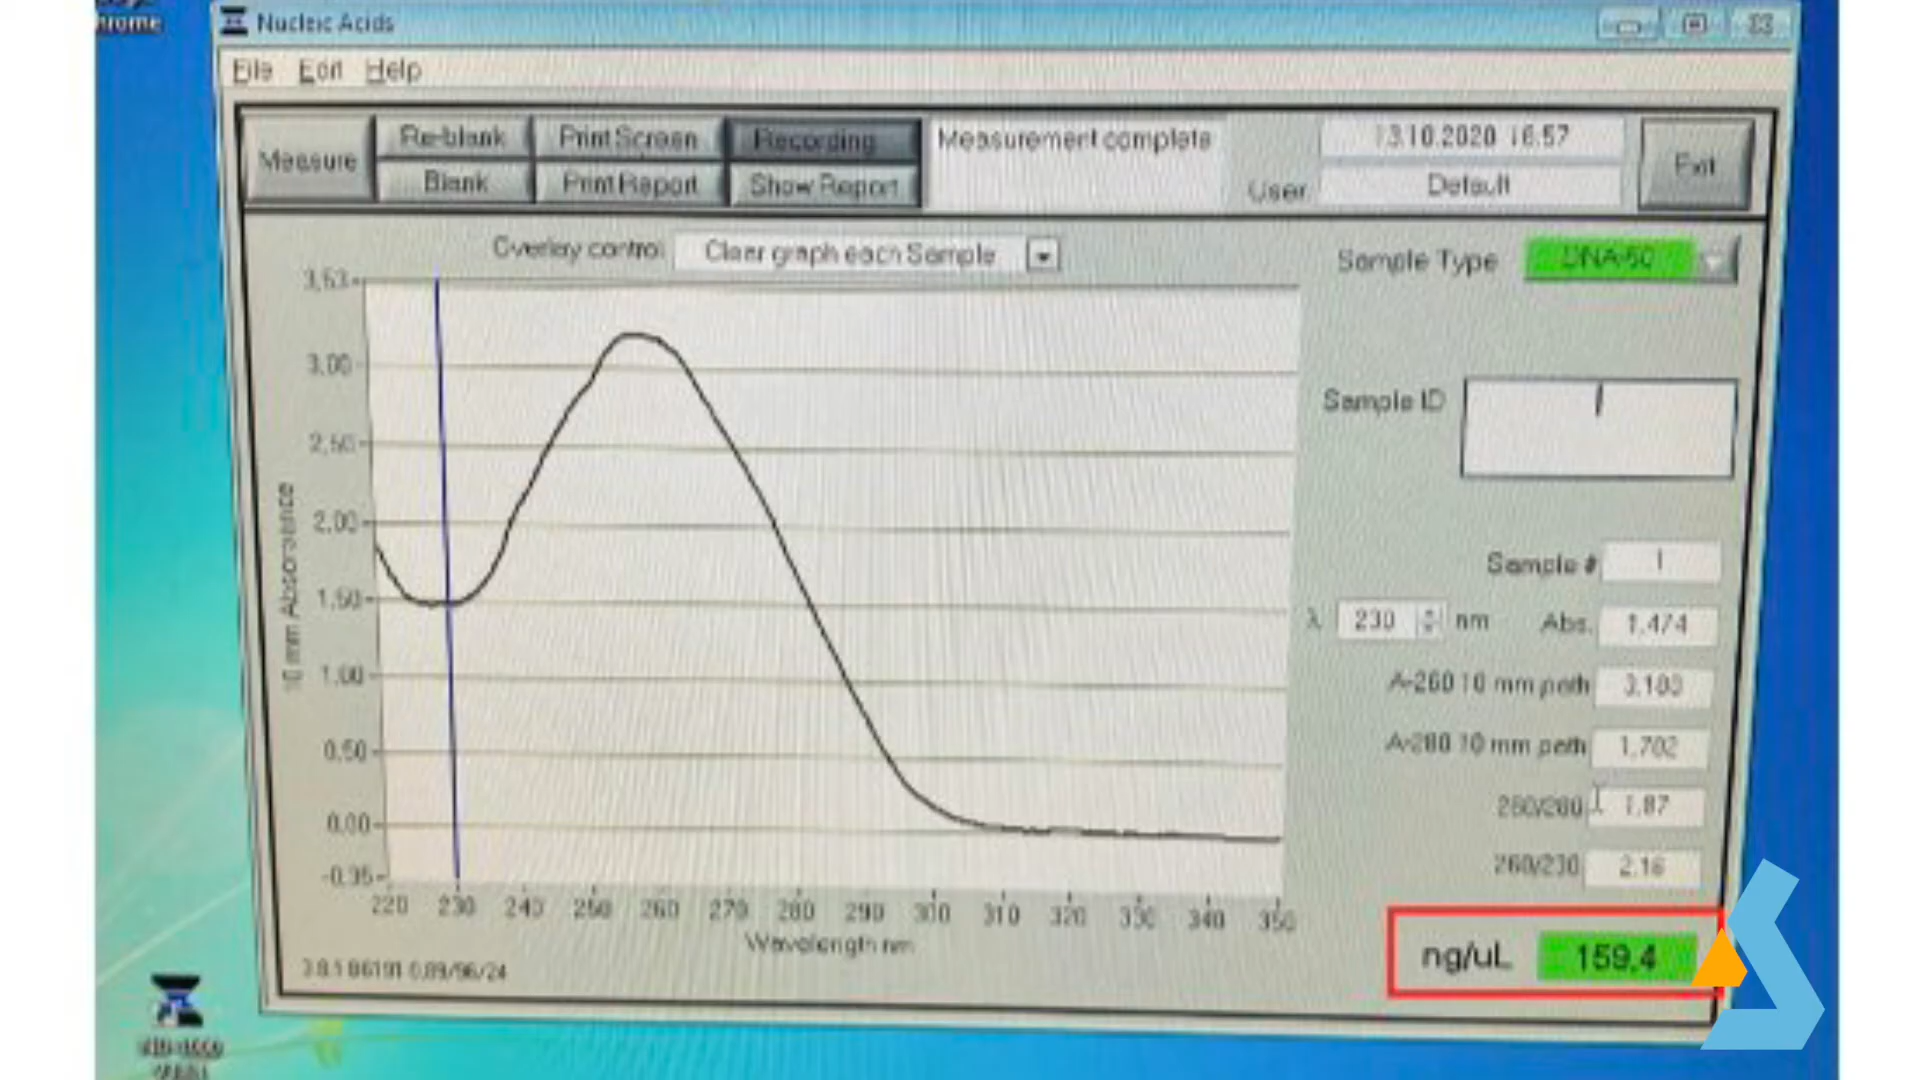 Nucleic Acids
File Edit Help
Measure
Re-blank Print Screen Recording
Blank Print Report Show Report
Measurement complete
13.10.2020 16:57
User Default
Exit
Overlay control Clear graph each Sample
Sample Type DNA-50
Sample ID
Sample # 1
λ 230 nm Abs. 1.474
A-260 10 mm path
A-280 10 mm path 1.702
260/280 1.87
260/230 2.16
ng/uL 159.4
10 mm Absorbance
3.53
3.00
2.50
2.00
1.50
1.00
0.50
0.00
-0.35
220 230 240 250 260 270 280 290 300 310 320 330 340 350
Wavelength nm